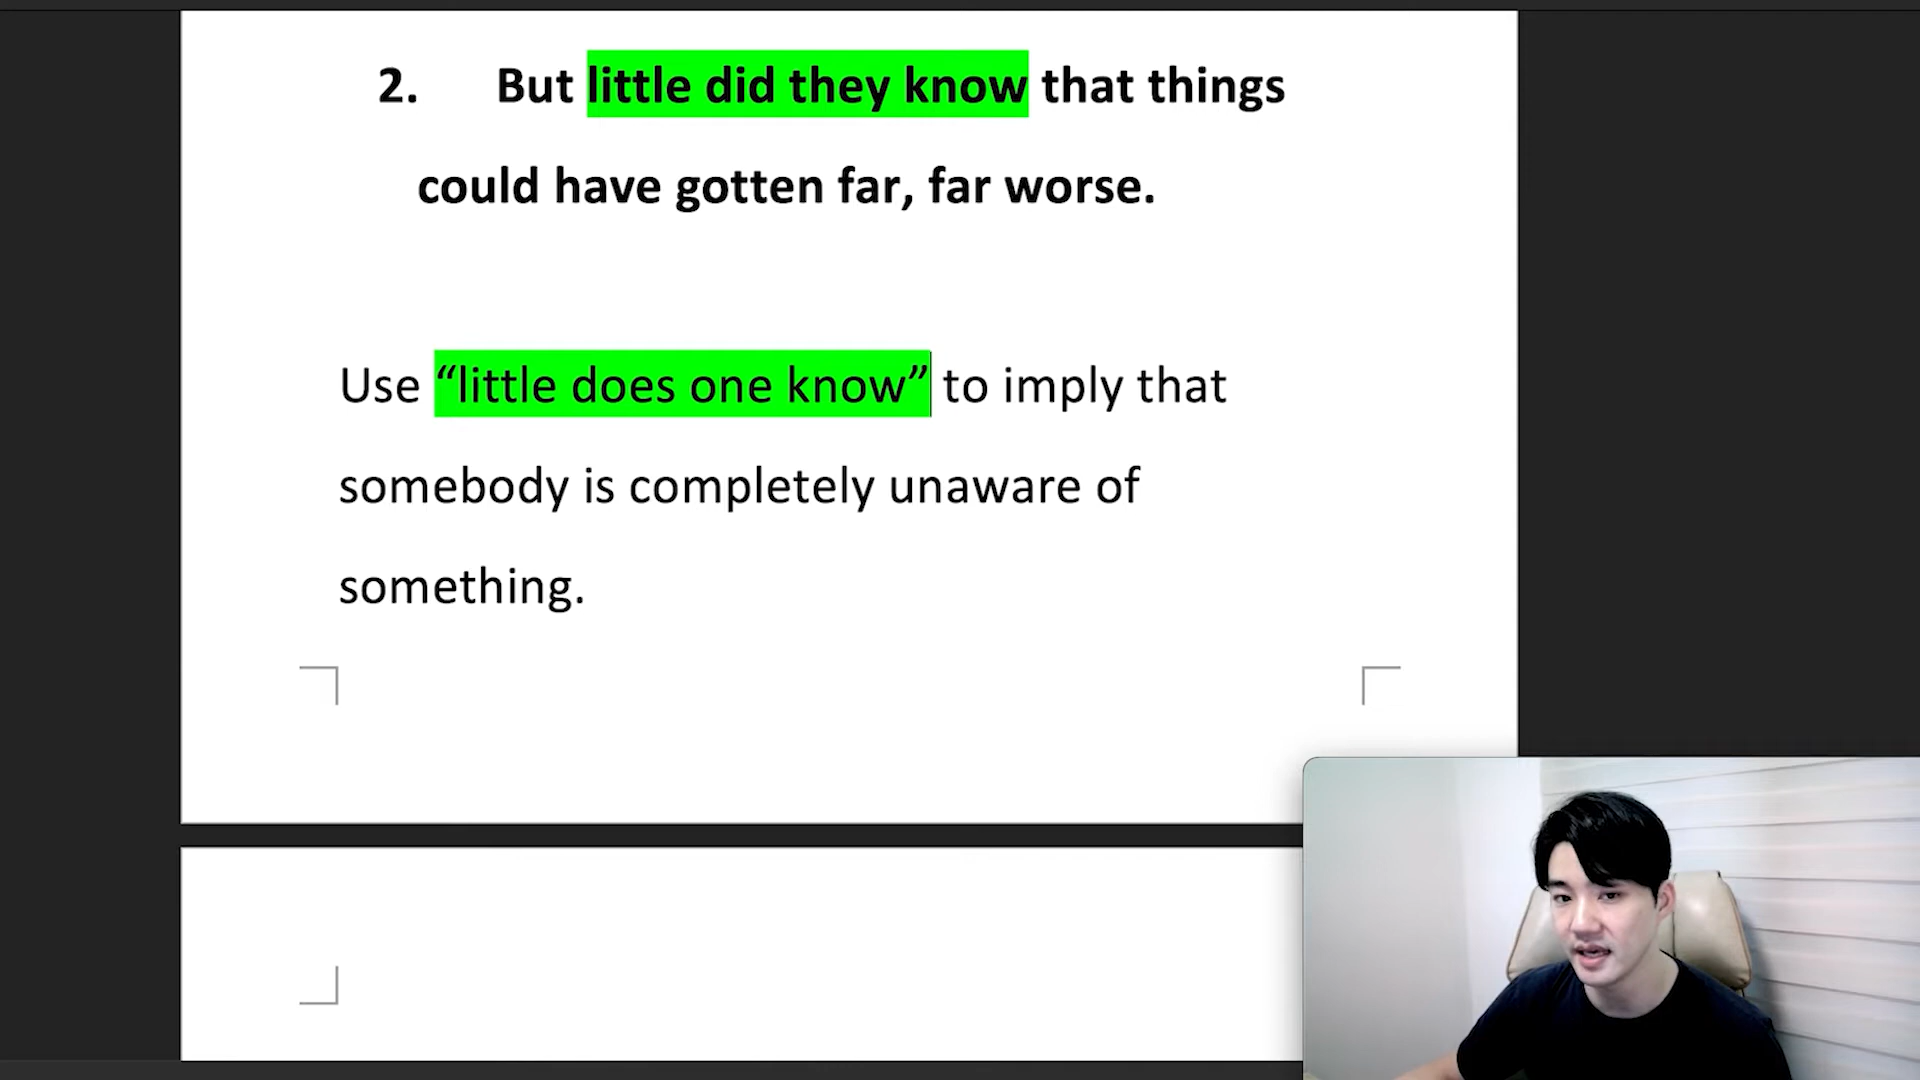 2. But little did they know that things
could have gotten far, far worse.
Use “little does one know” to imply that
somebody is completely unaware of
something.